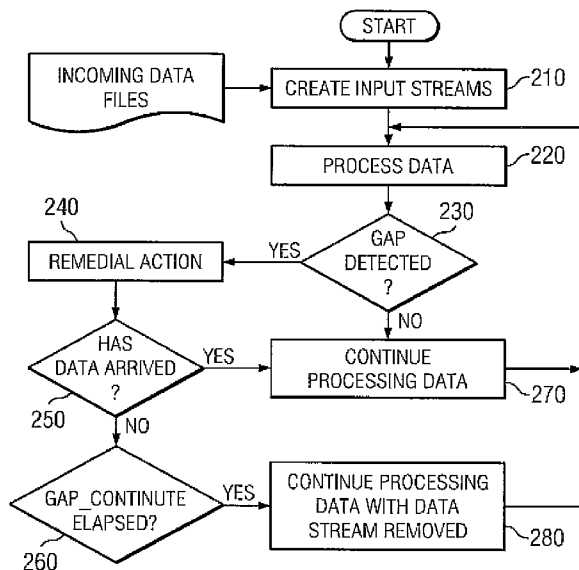 START
INCOMING DATA
FILES
CREATE INPUT STREAMS
210
PROCESS DATA
220
230
GAP
DETECTED
?
YES
NO
240
REMEDIAL ACTION
HAS
DATA ARRIVED
?
YES
250
NO
CONTINUE
PROCESSING DATA
270
GAP_CONTINUTE
ELAPSED?
YES
260
CONTINUE PROCESSING
DATA WITH DATA
STREAM REMOVED
280